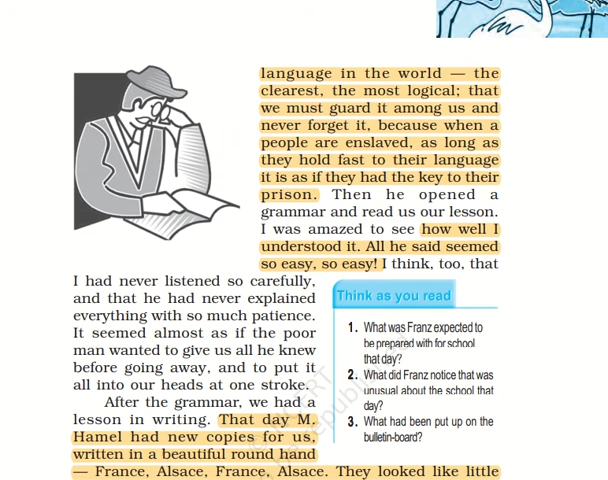 language in the world — the
clearest, the most logical; that
we must guard it among us and
never forget it, because when a
people are enslaved, as long as
they hold fast to their language
it is as if they had the key to their
prison. Then he opened a
grammar and read us our lesson.
I was amazed to see how well I
understood it. All he said seemed
so easy, so easy! I think, too, that
I had never listened so carefully,
and that he had never explained
everything with so much patience.
It seemed almost as if the poor
man wanted to give us all he knew
before going away, and to put it
all into our heads at one stroke.
After the grammar, we had a
lesson in writing. That day M.
Hamel had new copies for us,
written in a beautiful round hand
— France, Alsace, France, Alsace. They looked like little
Think as you read
1. What was Franz expected to
be prepared with for school
that day?
2. What did Franz notice that was
unusual about the school that
day?
3. What had been put up on the
bulletin-board?